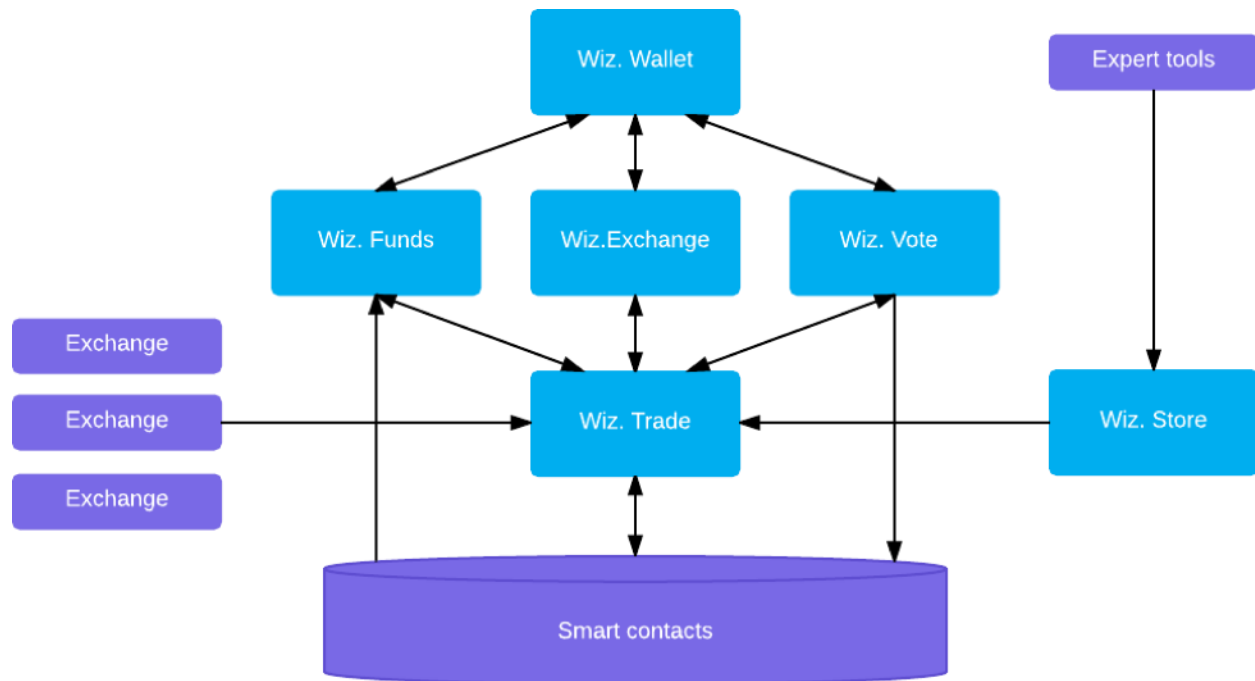 Wiz. Wallet
Expert tools
Wiz. Funds
Wiz.Exchange
Wiz. Vote
Exchange
Exchange
Wiz. Trade
Wiz. Store
Exchange
Smart contacts